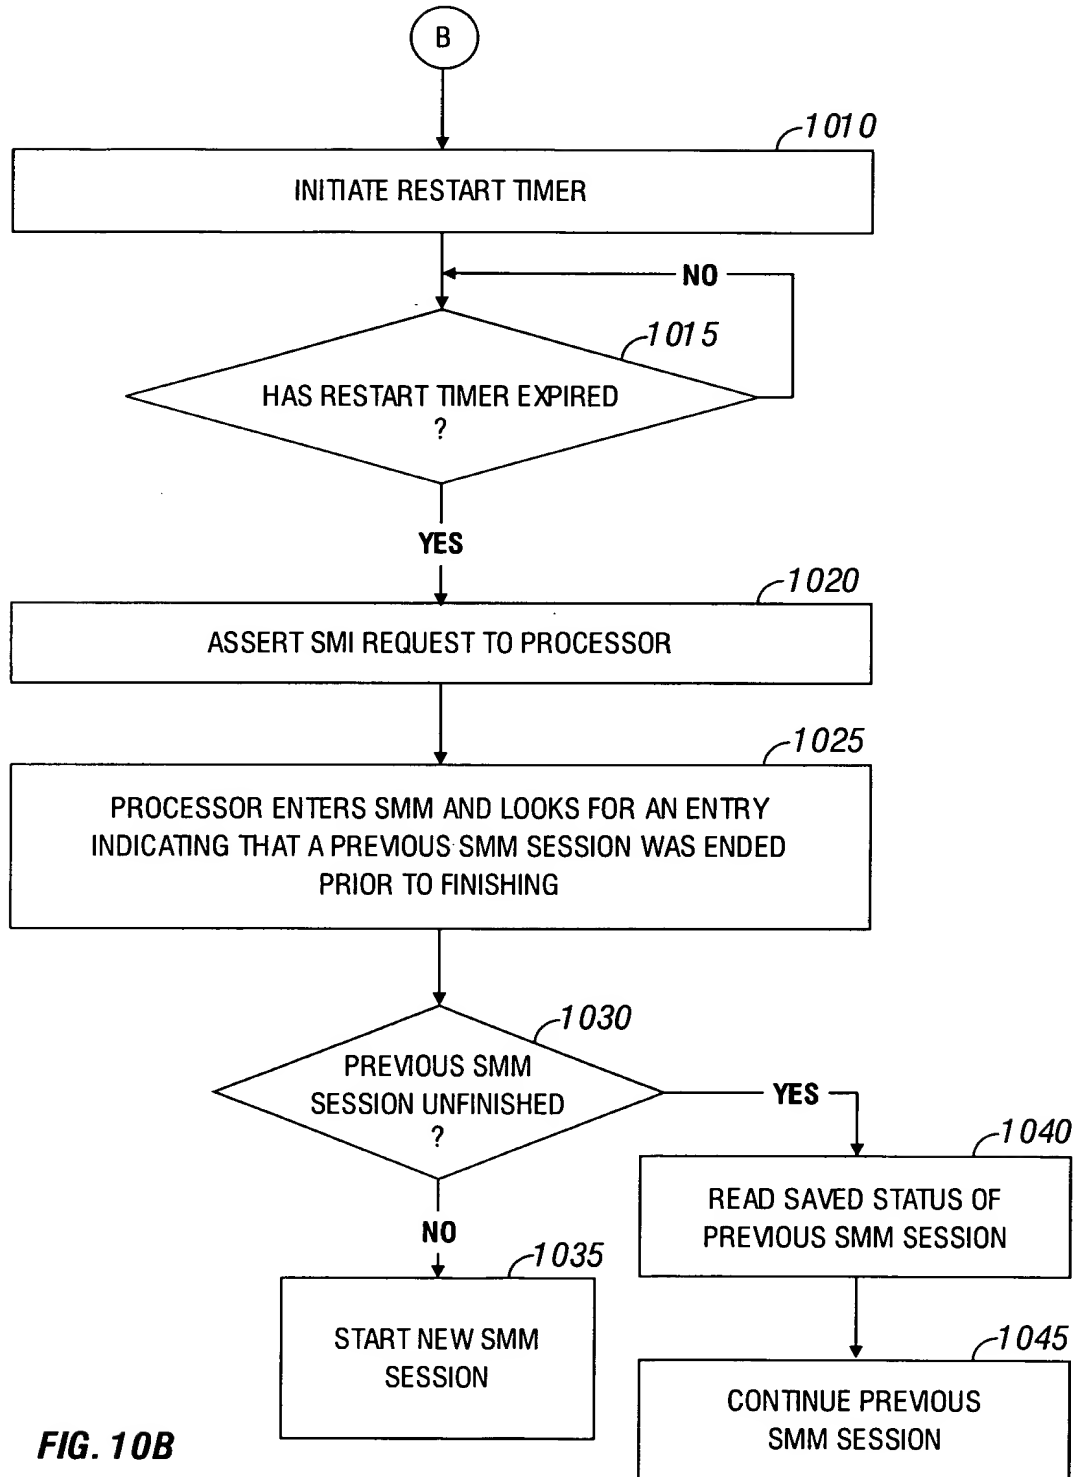 B
1010
INITIATE RESTART TIMER
NO
1015
HAS RESTART TIMER EXPIRED
?
YES
1020
ASSERT SMI REQUEST TO PROCESSOR
1025
PROCESSOR ENTERS SMM AND LOOKS FOR AN ENTRY
INDICATING THAT A PREVIOUS SMM SESSION WAS ENDED
PRIOR TO FINISHING
1030
PREVIOUS SMM
SESSION UNFINISHED
?
YES
1040
READ SAVED STATUS OF
PREVIOUS SMM SESSION
NO
1035
START NEW SMM
SESSION
1045
CONTINUE PREVIOUS
SMM SESSION
FIG. 10B